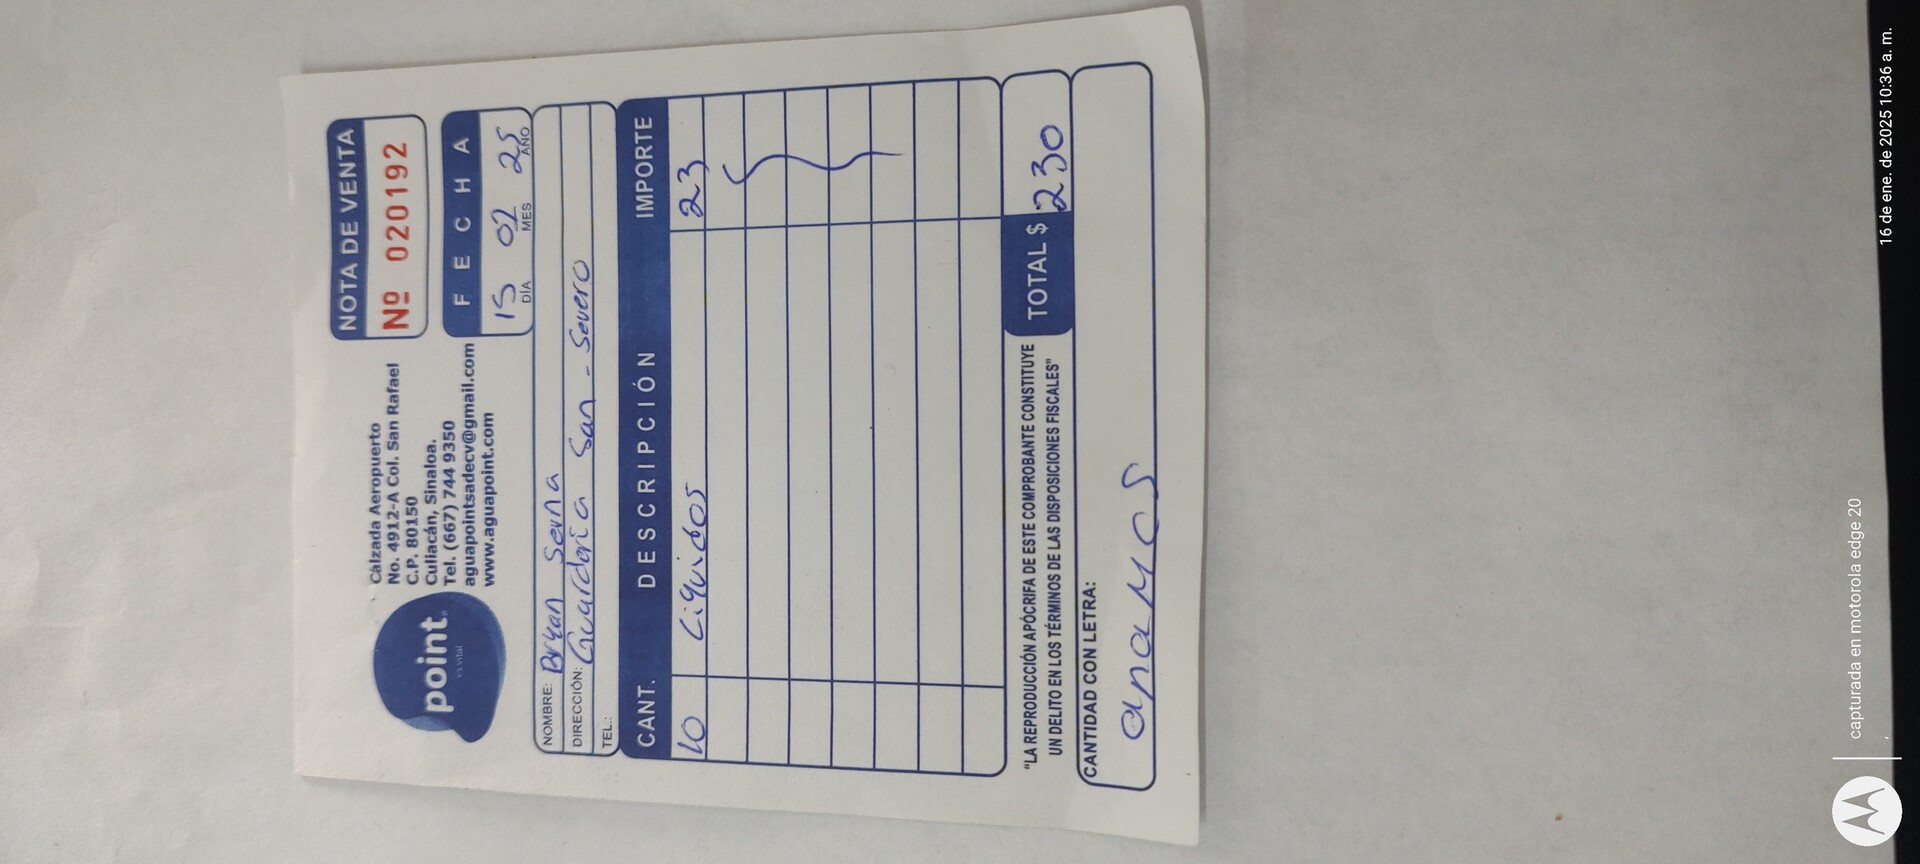 point
es vital
Calzada Aeropuerto
No. 4912-A Col. San Rafael
C.P. 80150
Culiacán, Sinaloa.
Tel. (667) 744 9350
aguapointsadecv@gmail.com
www.aguapoint.com
NOTA DE VENTA
Nº 020192
FECHA
15 02 25
DÍA MES AÑO
NOMBRE: Bryan Serna
DIRECCIÓN: Guardería San - Severo
TEL.:
CANT. DESCRIPCIÓN IMPORTE
10 Liquidos 23
"LA REPRODUCCIÓN APÓCRIFA DE ESTE COMPROBANTE CONSTITUYE
UN DELITO EN LOS TÉRMINOS DE LAS DISPOSICIONES FISCALES"
TOTAL $ 230
CANTIDAD CON LETRA:
capturada en motorola edge 20
16 de ene. de 2025 10:36 a. m.